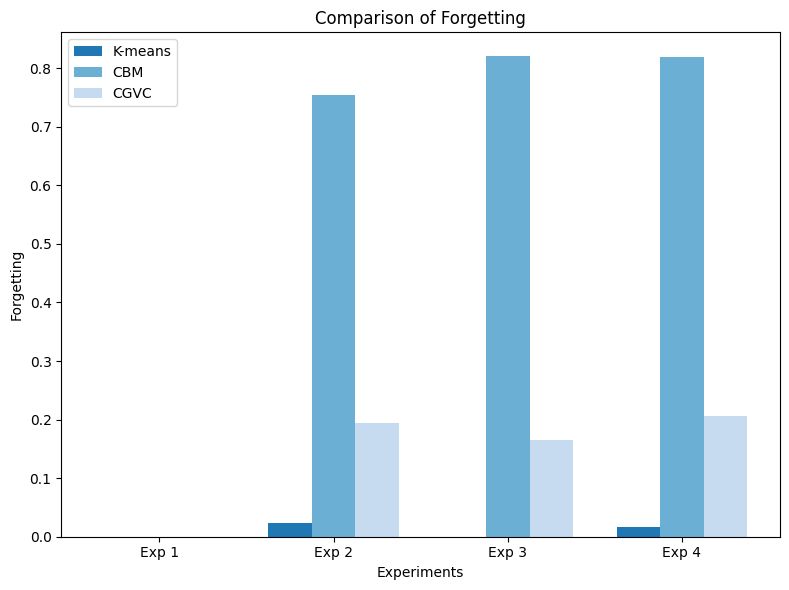 Comparison of Forgetting
K-means
CBM
CGVC
0.8
0.7
0.6
0.5
0.4
0.3
0.2
0.1
0.0
Forgetting
Exp 1
Exp 2
Exp 3
Exp 4
Experiments